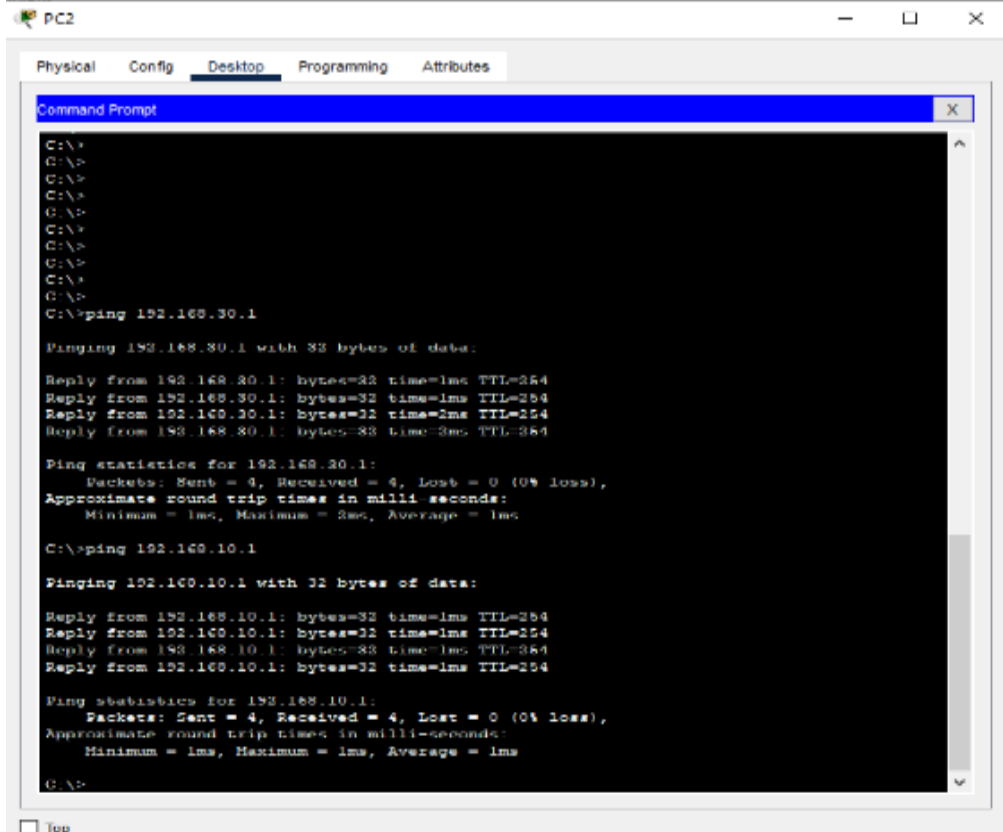 PC2
Physical Config Desktop Programming Attributes
Command Prompt
X
C:\>
C:\>
C:\>
C:\>
C:\>
C:\>
C:\>
C:\>
C:\>
C:\>
C:\>ping 192.168.30.1
Pinging 192.168.30.1 with 32 bytes of data:
Reply from 192.168.30.1: bytes=32 time=1ms TTL=254
Reply from 192.168.30.1: bytes=32 time=1ms TTL=254
Reply from 192.168.30.1: bytes=32 time=2ms TTL=254
Reply from 192.168.30.1: bytes=32 time=2ms TTL=254
Ping statistics for 192.168.30.1:
Packets: Sent = 4, Received = 4, Lost = 0 (0% loss),
Approximate round trip times in milli-seconds:
Minimum = 1ms, Maximum = 2ms, Average = 1ms
C:\>ping 192.168.10.1
Pinging 192.168.10.1 with 32 bytes of data:
Reply from 192.168.10.1: bytes=32 time=1ms TTL=254
Reply from 192.168.10.1: bytes=32 time=1ms TTL=254
Reply from 192.168.10.1: bytes=32 time=1ms TTL=254
Reply from 192.168.10.1: bytes=32 time=1ms TTL=254
Ping statistics for 192.168.10.1:
Packets: Sent = 4, Received = 4, Lost = 0 (0% loss),
Approximate round trip times in milli-seconds:
Minimum = 1ms, Maximum = 1ms, Average = 1ms
C:\>
Top